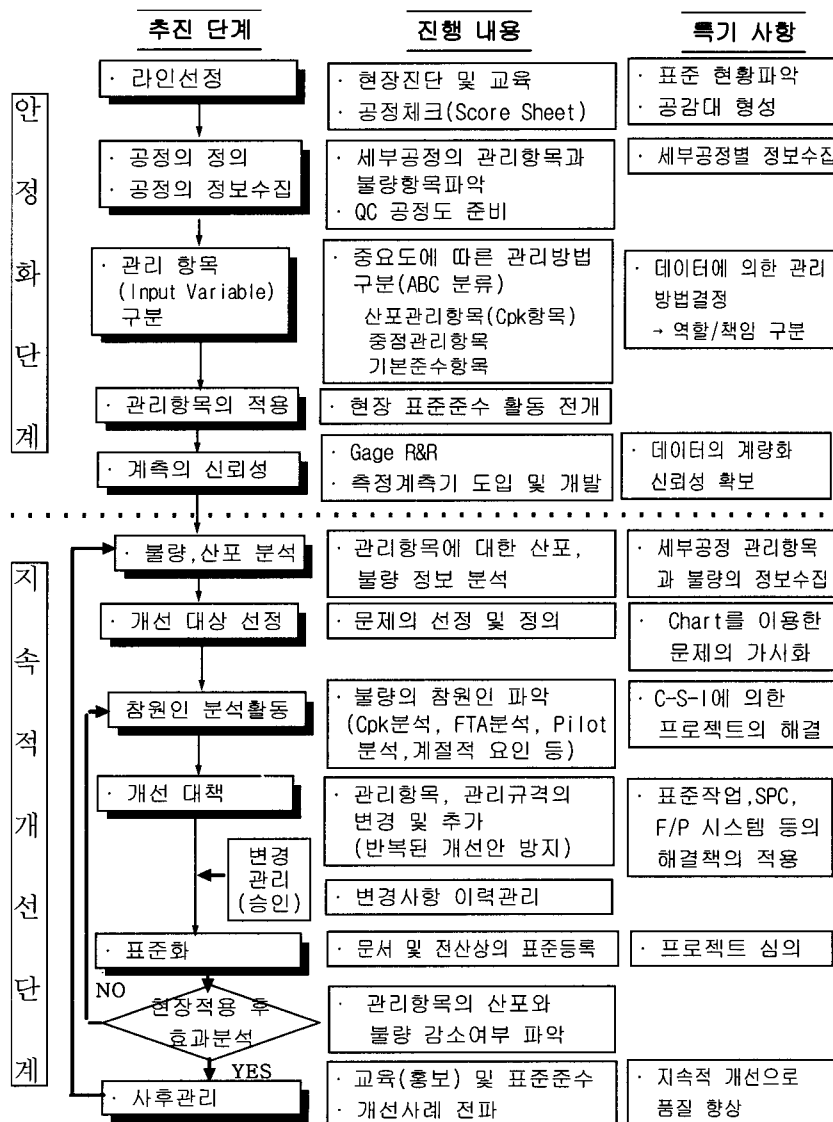 추진 단계
진행 내용
특기 사항
안정화단계
· 라인선정
· 현장진단 및 교육
· 공정체크(Score Sheet)
· 표준 현황파악
· 공감대 형성
· 공정의 정의
· 공정의 정보수집
· 세부공정의 관리항목과
불량항목파악
· QC 공정도 준비
· 세부공정별 정보수집
· 관리 항목
(Input Variable)
구분
· 중요도에 따른 관리방법
구분(ABC 분류)
산포관리항목(Cpk항목)
중점관리항목
기본준수항목
· 데이터에 의한 관리
방법결정
→ 역할/책암 구분
· 관리항목의 적용
· 현장 표준준수 활동 전개
· 계측의 신뢰성
· Gage R&R
· 측정계측기 도입 및 개발
· 데이터의 계량화
신뢰성 확보
지속적개선단계
· 불량,산포 분석
· 관리항목에 대한 산포,
불량 정보 분석
· 세부공정 관리항목
과 불량의 정보수집
· 개선 대상 선정
· 문제의 선정 및 정의
· Chart를 이용한
문제의 가시화
· 참원인 분석활동
· 불량의 참원인 파악
(Cpk분석, FTA분석, Pilot
분석,계절적 요인 등)
· C-S-I에 의한
프로젝트의 해결
· 개선 대책
· 관리항목, 관리규격의
변경 및 추가
(반복된 개선안 방지)
· 표준작업,SPC,
F/P 시스템 등의
해결책의 적용
변경
관리
(승인)
· 변경사항 이력관리
· 표준화
· 문서 및 전산상의 표준등록
· 프로젝트 심의
NO
현장적용 후
효과분석
· 관리항목의 산포와
불량 감소여부 파악
YES
· 사후관리
· 교육(홍보) 및 표준준수
· 개선사례 전파
· 지속적 개선으로
품질 향상